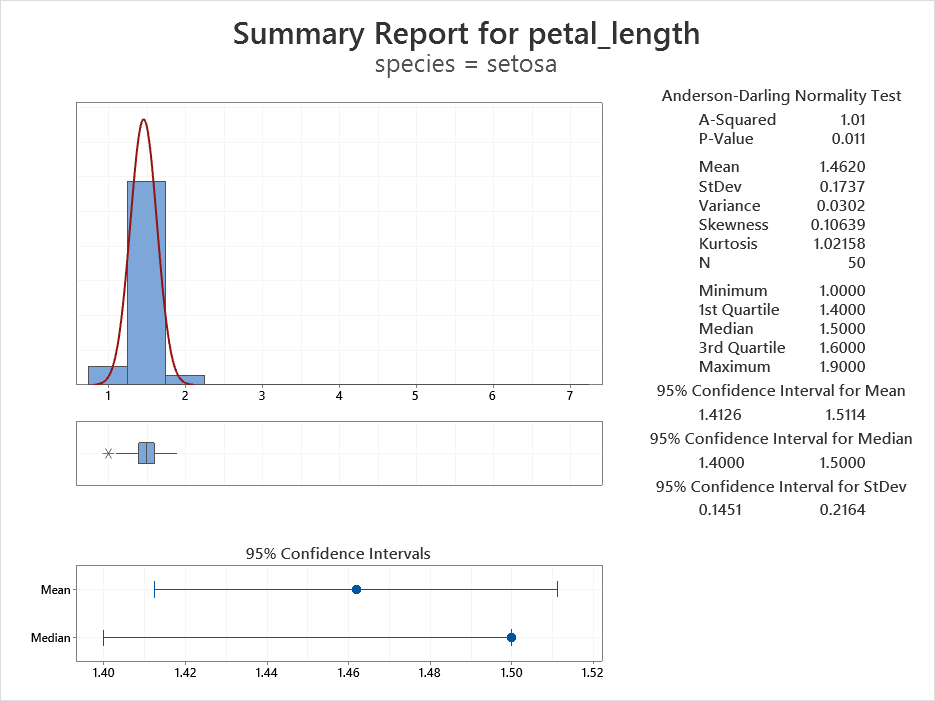 Summary Report for petal_length
species = setosa
Anderson-Darling Normality Test
A-Squared 1.01
P-Value 0.011
Mean 1.4620
StDev 0.1737
Variance 0.0302
Skewness 0.10639
Kurtosis 1.02158
N 50
Minimum 1.0000
1st Quartile 1.4000
Median 1.5000
3rd Quartile 1.6000
Maximum 1.9000
95% Confidence Interval for Mean
1.4126 1.5114
95% Confidence Interval for Median
1.4000 1.5000
95% Confidence Interval for StDev
0.1451 0.2164
1 2 3 4 5 6 7
95% Confidence Intervals
Mean
Median
1.40 1.42 1.44 1.46 1.48 1.50 1.52